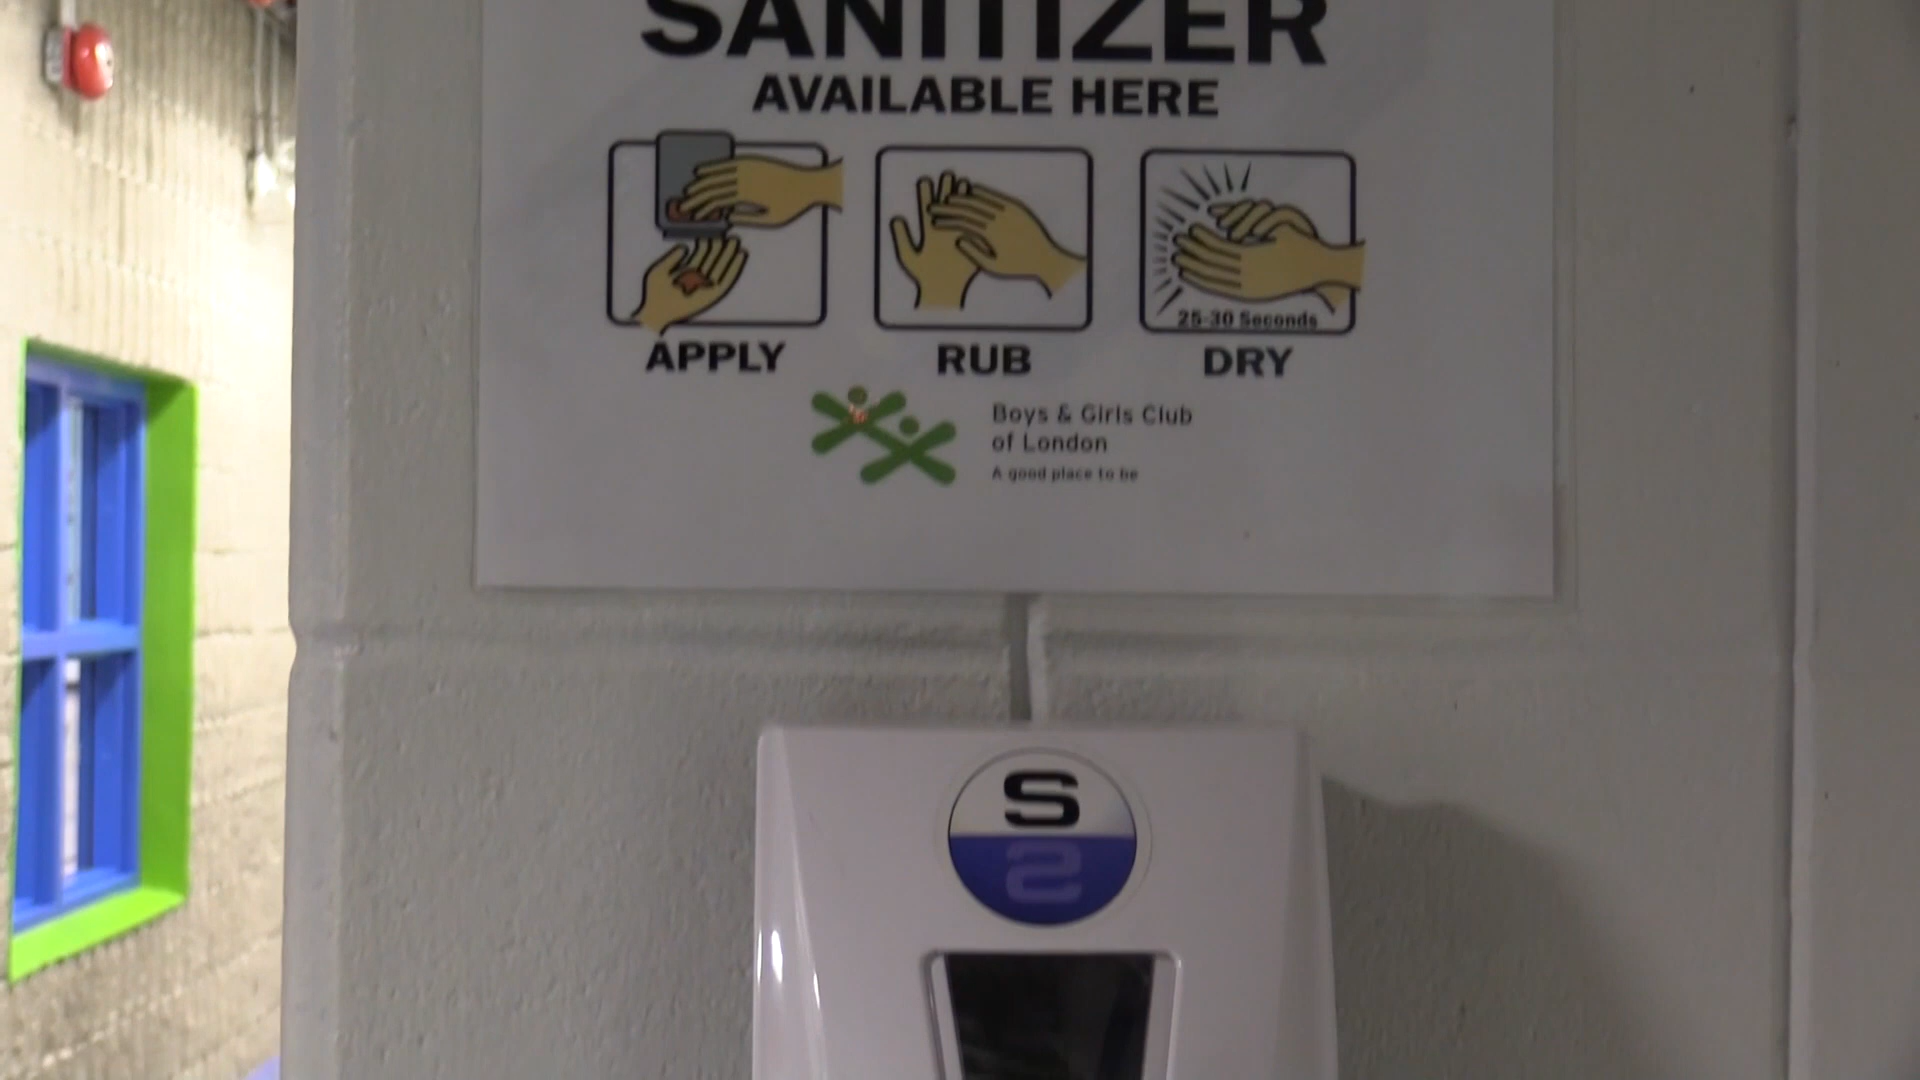 SANITIZER
AVAILABLE HERE
25-30 Seconds
APPLY RUB DRY
Boys & Girls Club
of London
A good place to be
S
S